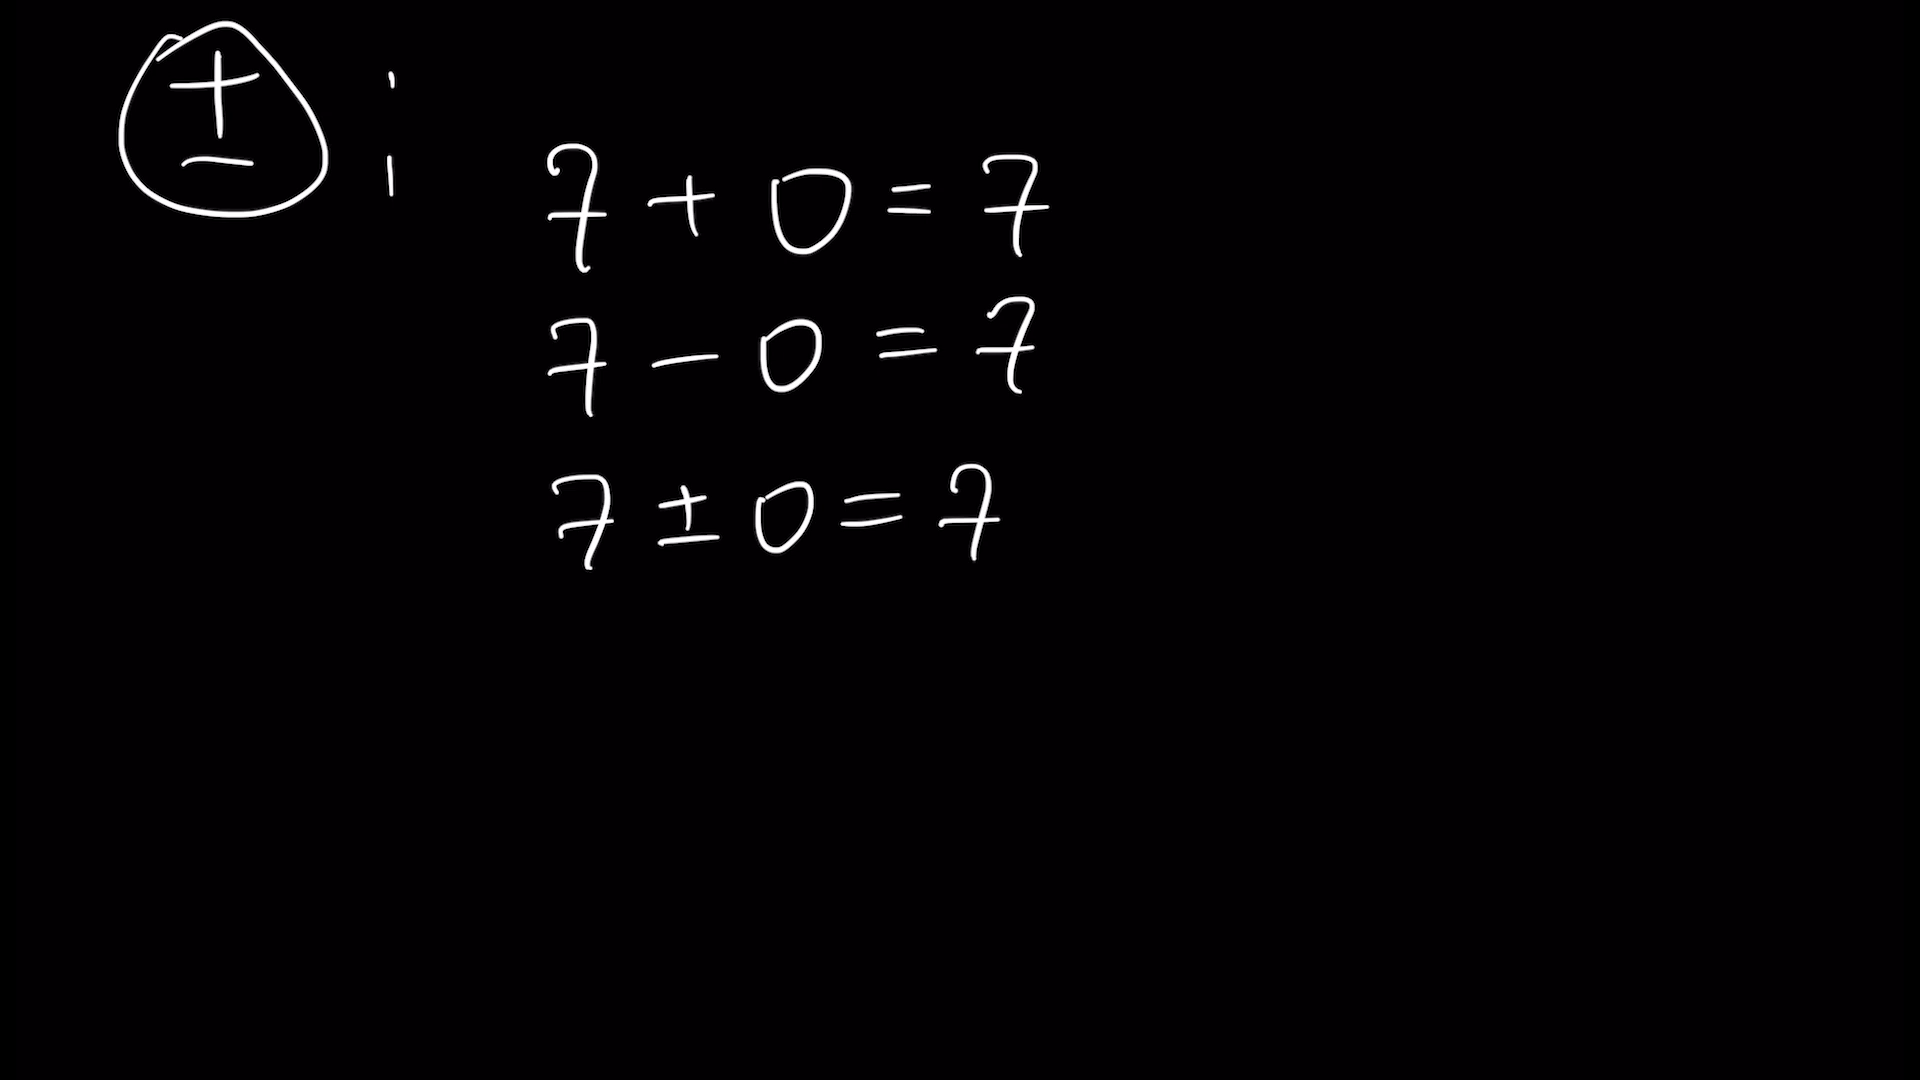 ± :
7 + 0 = 7
7 - 0 = 7
7 ± 0 = 7